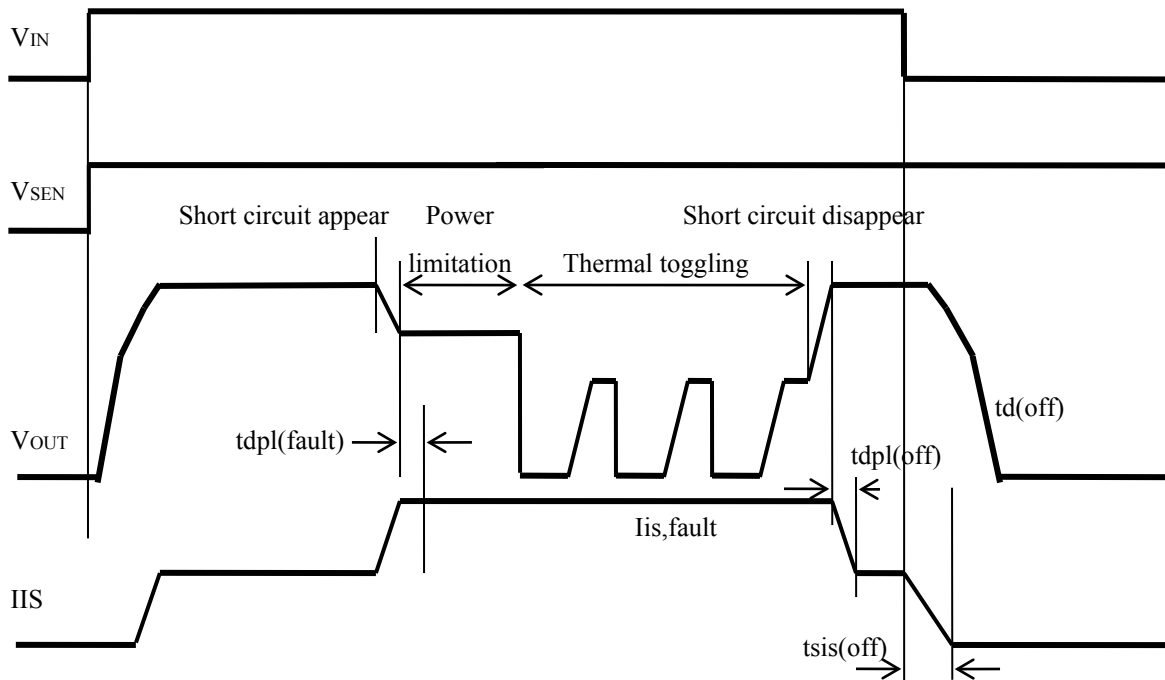 VIN
VSEN
Short circuit appear
Power
limitation
Thermal toggling
Short circuit disappear
VOUT
tdpl(fault)
td(off)
tdpl(off)
Iis,fault
IIS
tsis(off)